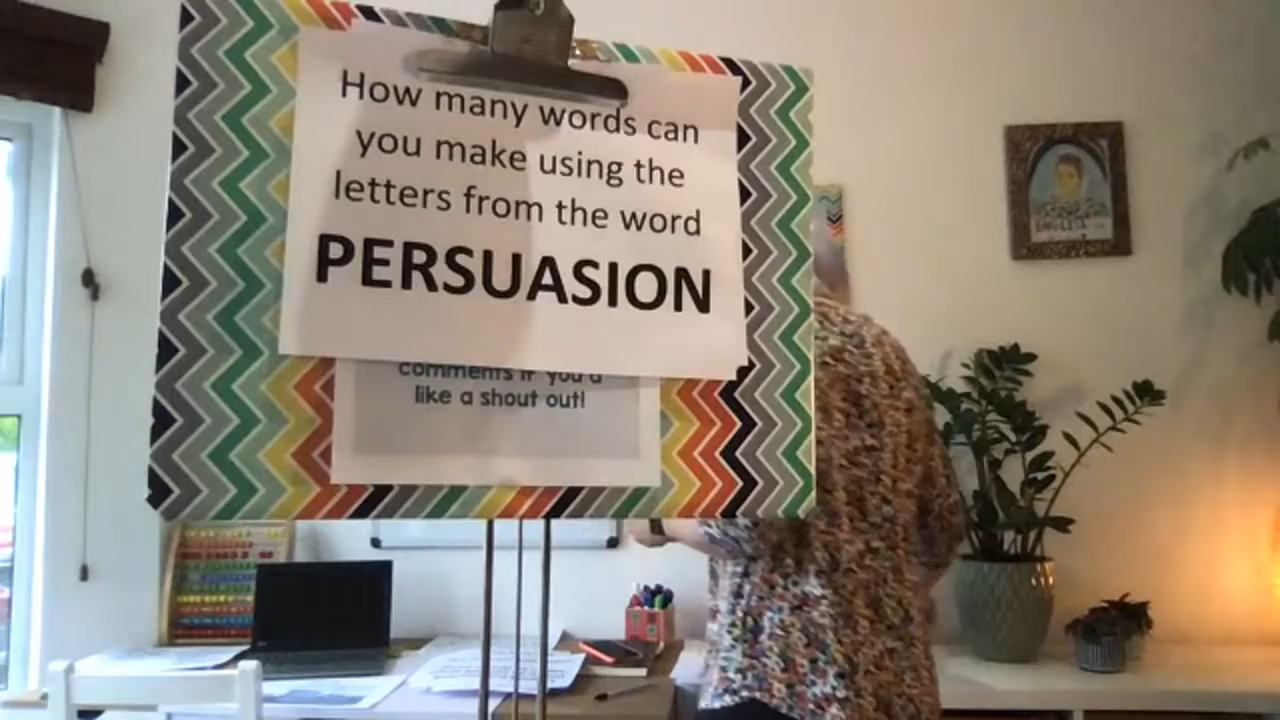 How many words can
you make using the
letters from the word
PERSUASION
comments if you'd
like a shout out!